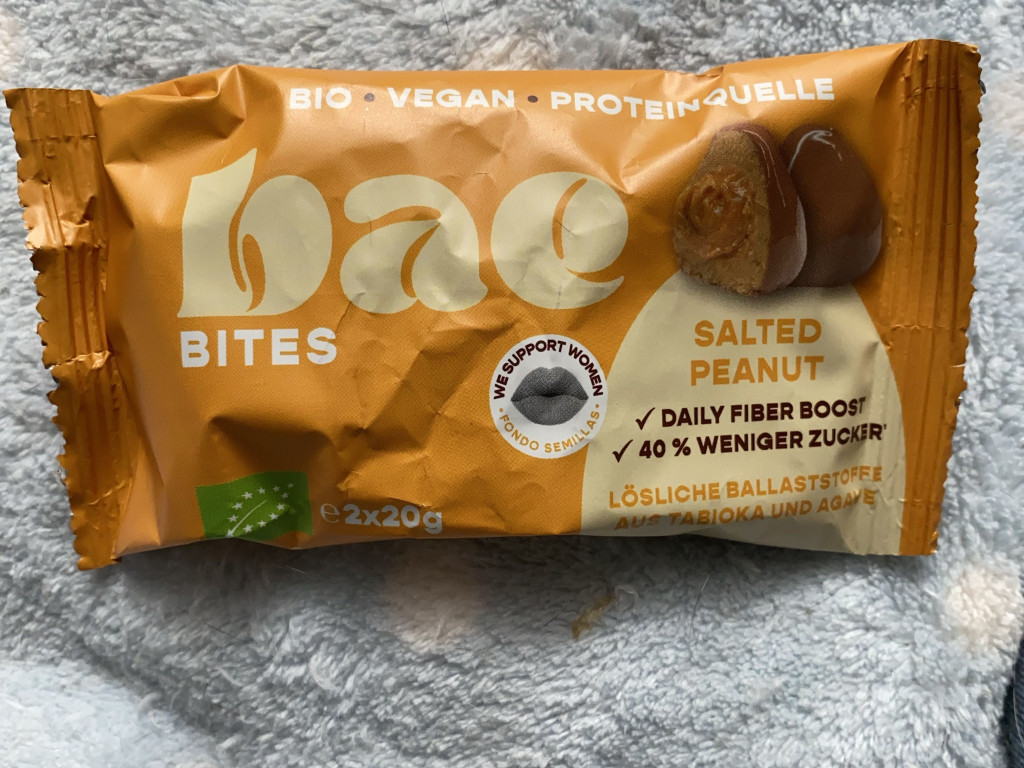 BIO • VEGAN • PROTEINQUELLE
bae
BITES
WE SUPPORT WOMEN
• FONDO SEMILLAS •
SALTED
PEANUT
✓ DAILY FIBER BOOST
✓ 40 % WENIGER ZUCKER*
LÖSLICHE BALLASTSTOFFE
AUS TABIOKA UND AGAVE
℮2x20g